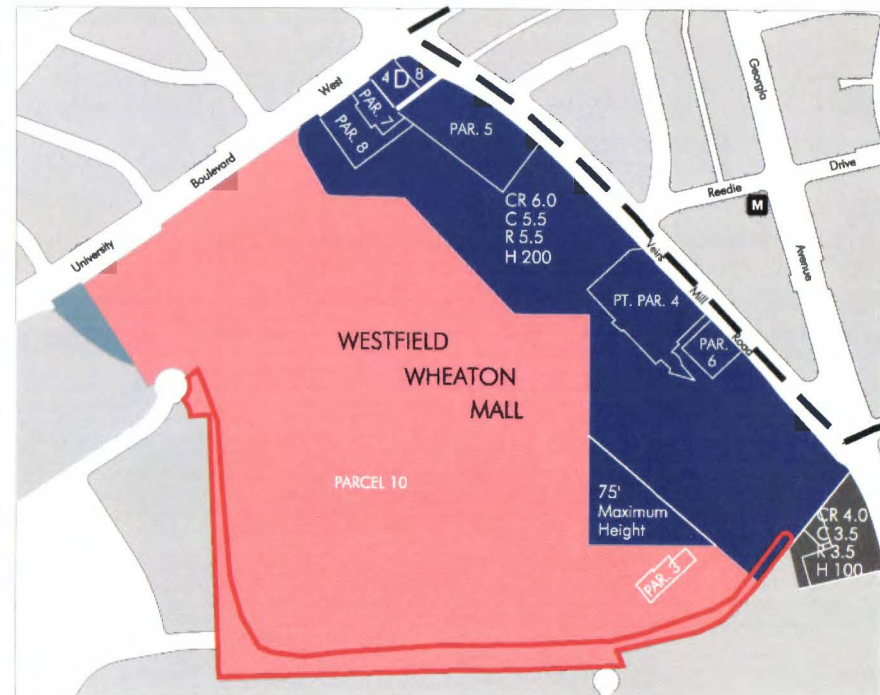 West
Boulevard
University
4 D 8
PAR. 7
PAR. 8
PAR. 5
CR 6.0
C 5.5
R 5.5
H 200
Georgia
Avenue
Reedie
Drive
M
Veirs
Mill
Road
PT. PAR. 4
PAR.
6
WESTFIELD
WHEATON
MALL
PARCEL 10
75'
Maximum
Height
PAR. 3
CR 4.0
C 3.5
R 3.5
H 100